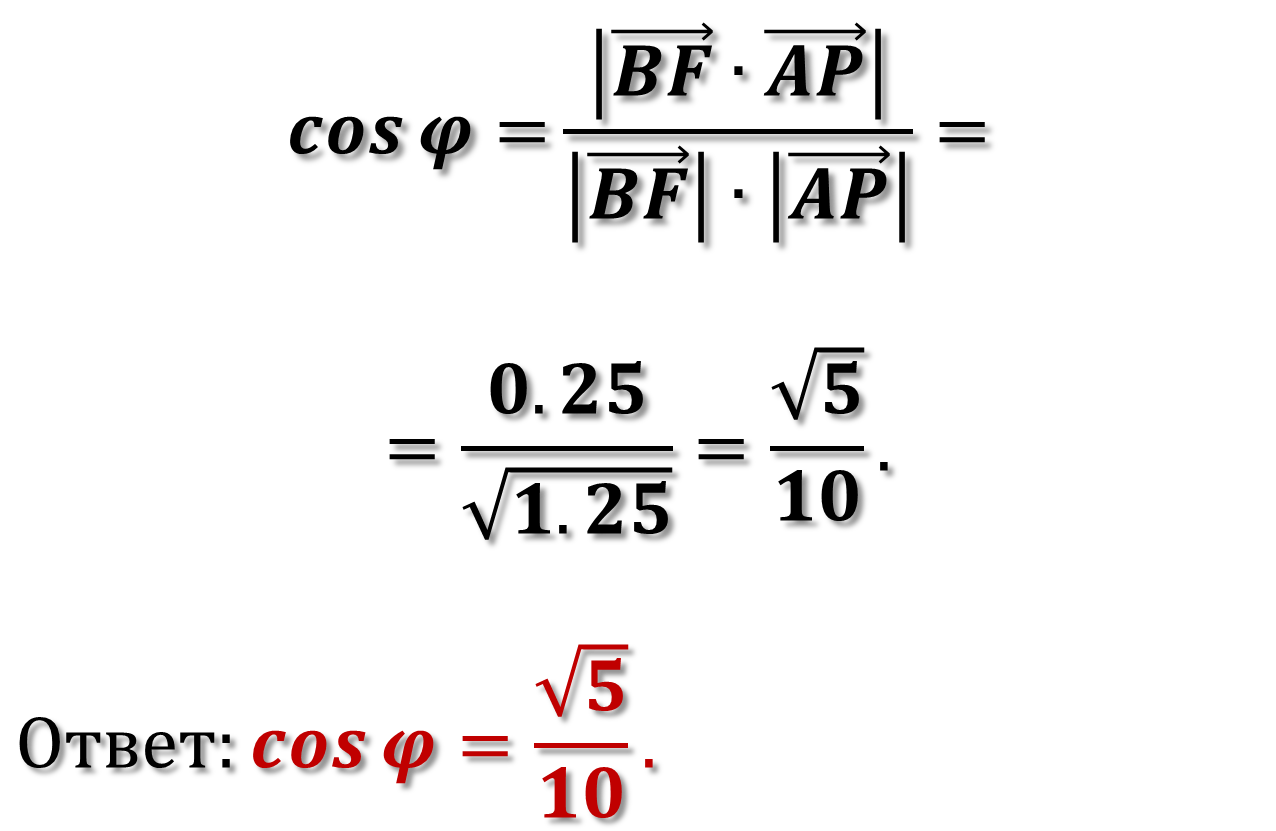 cos φ = |BF⃗ · AP⃗| / (|BF⃗| · |AP⃗|) =
= 0.25 / √1.25 = √5 / 10 .
Ответ: cos φ = √5 / 10 .